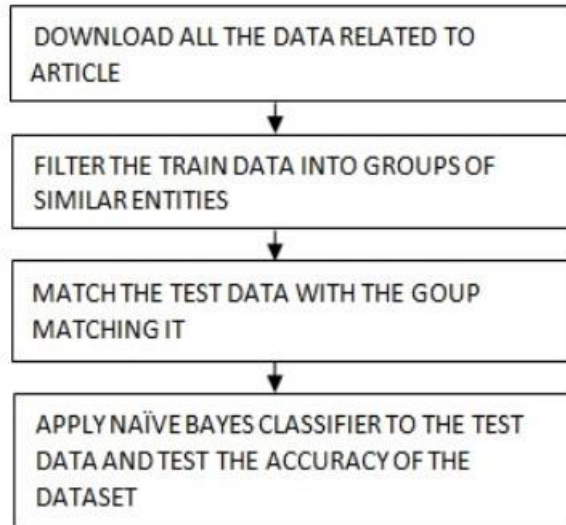 DOWNLOAD ALL THE DATA RELATED TO
ARTICLE
FILTER THE TRAIN DATA INTO GROUPS OF
SIMILAR ENTITIES
MATCH THE TEST DATA WITH THE GOUP
MATCHING IT
APPLY NAÏVE BAYES CLASSIFIER TO THE TEST
DATA AND TEST THE ACCURACY OF THE
DATASET